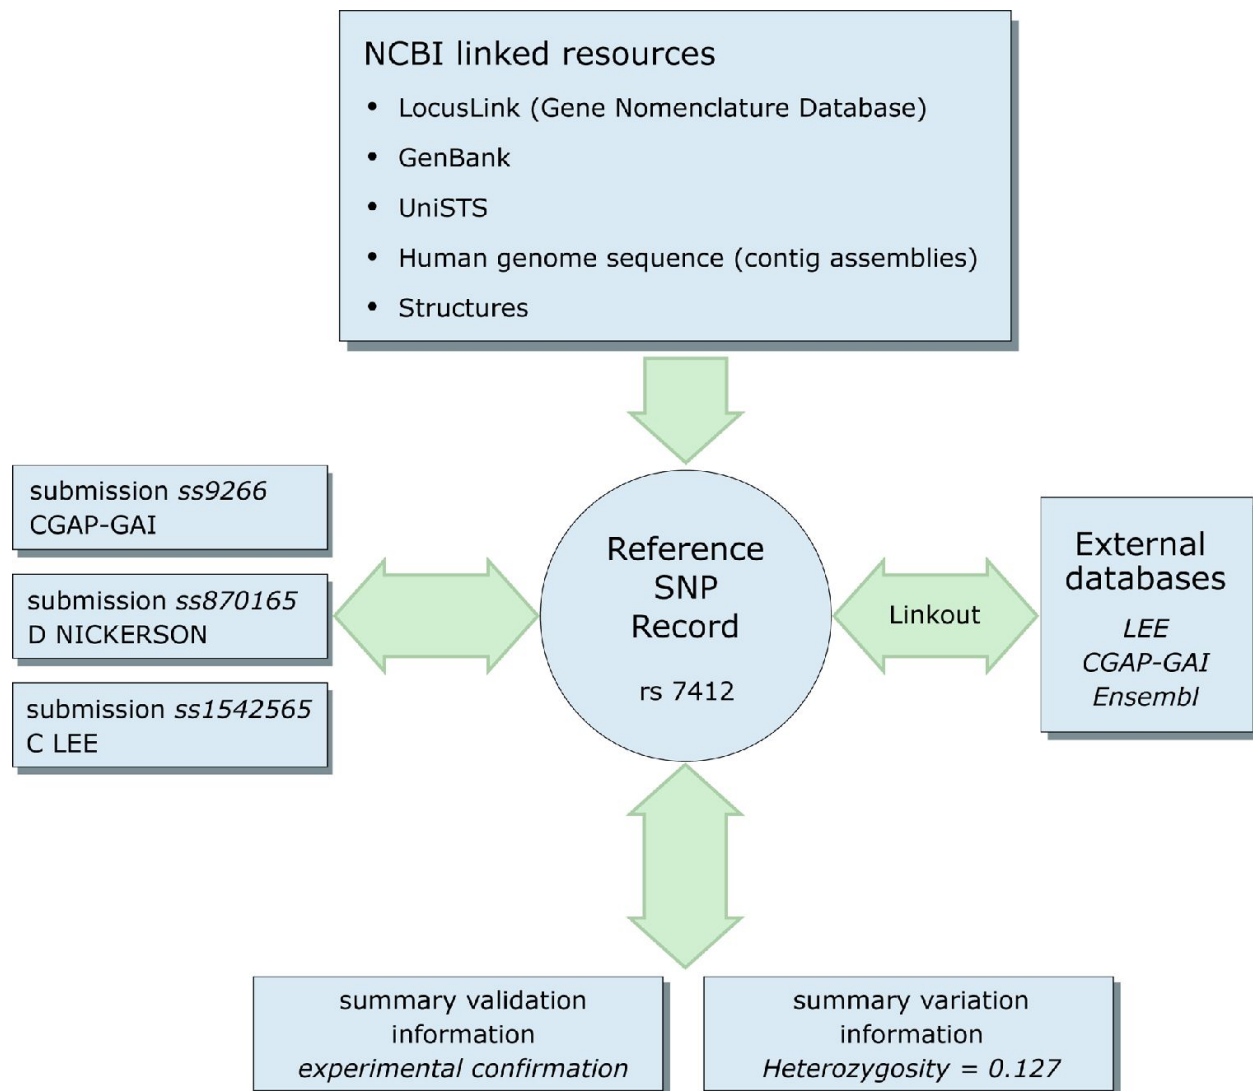 NCBI linked resources
• LocusLink (Gene Nomenclature Database)
• GenBank
• UniSTS
• Human genome sequence (contig assemblies)
• Structures
submission ss9266
CGAP-GAI
submission ss870165
D NICKERSON
submission ss1542565
C LEE
Reference
SNP
Record
rs 7412
Linkout
External
databases
LEE
CGAP-GAI
Ensembl
summary validation
information
experimental confirmation
summary variation
information
Heterozygosity = 0.127